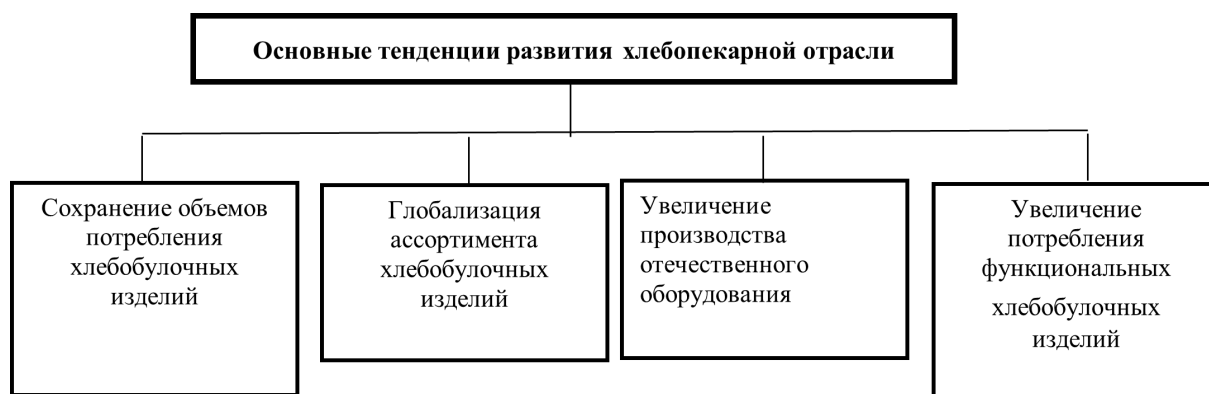 Основные тенденции развития хлебопекарной отрасли
Сохранение объемов
потребления
хлебобулочных
изделий
Глобализация
ассортимента
хлебобулочных
изделий
Увеличение
производства
отечественного
оборудования
Увеличение
потребления
функциональных
хлебобулочных
изделий